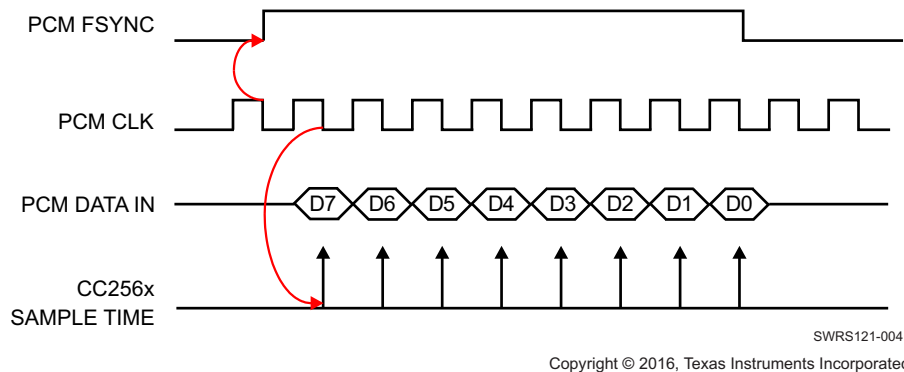 PCM FSYNC
PCM CLK
PCM DATA IN
D7 D6 D5 D4 D3 D2 D1 D0
CC256x
SAMPLE TIME
SWRS121-004
Copyright © 2016, Texas Instruments Incorporated